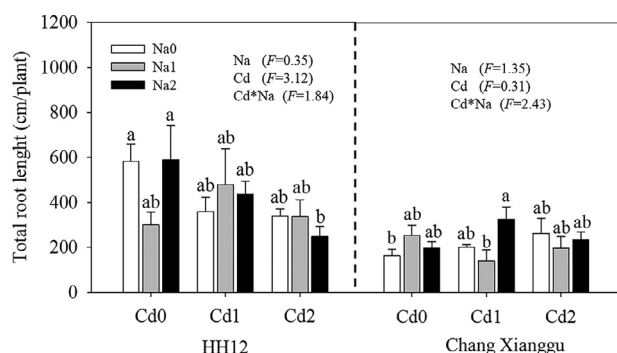 1200
1000
800
600
400
200
0
Total root lenght (cm/plant)
Na0
Na1
Na2
Na (F=0.35)
Cd (F=3.12)
Cd*Na (F=1.84)
Na (F=1.35)
Cd (F=0.31)
Cd*Na (F=2.43)
a ab a ab ab ab ab ab b
b ab ab ab b a ab ab ab
Cd0 Cd1 Cd2 Cd0 Cd1 Cd2
HH12 Chang Xianggu